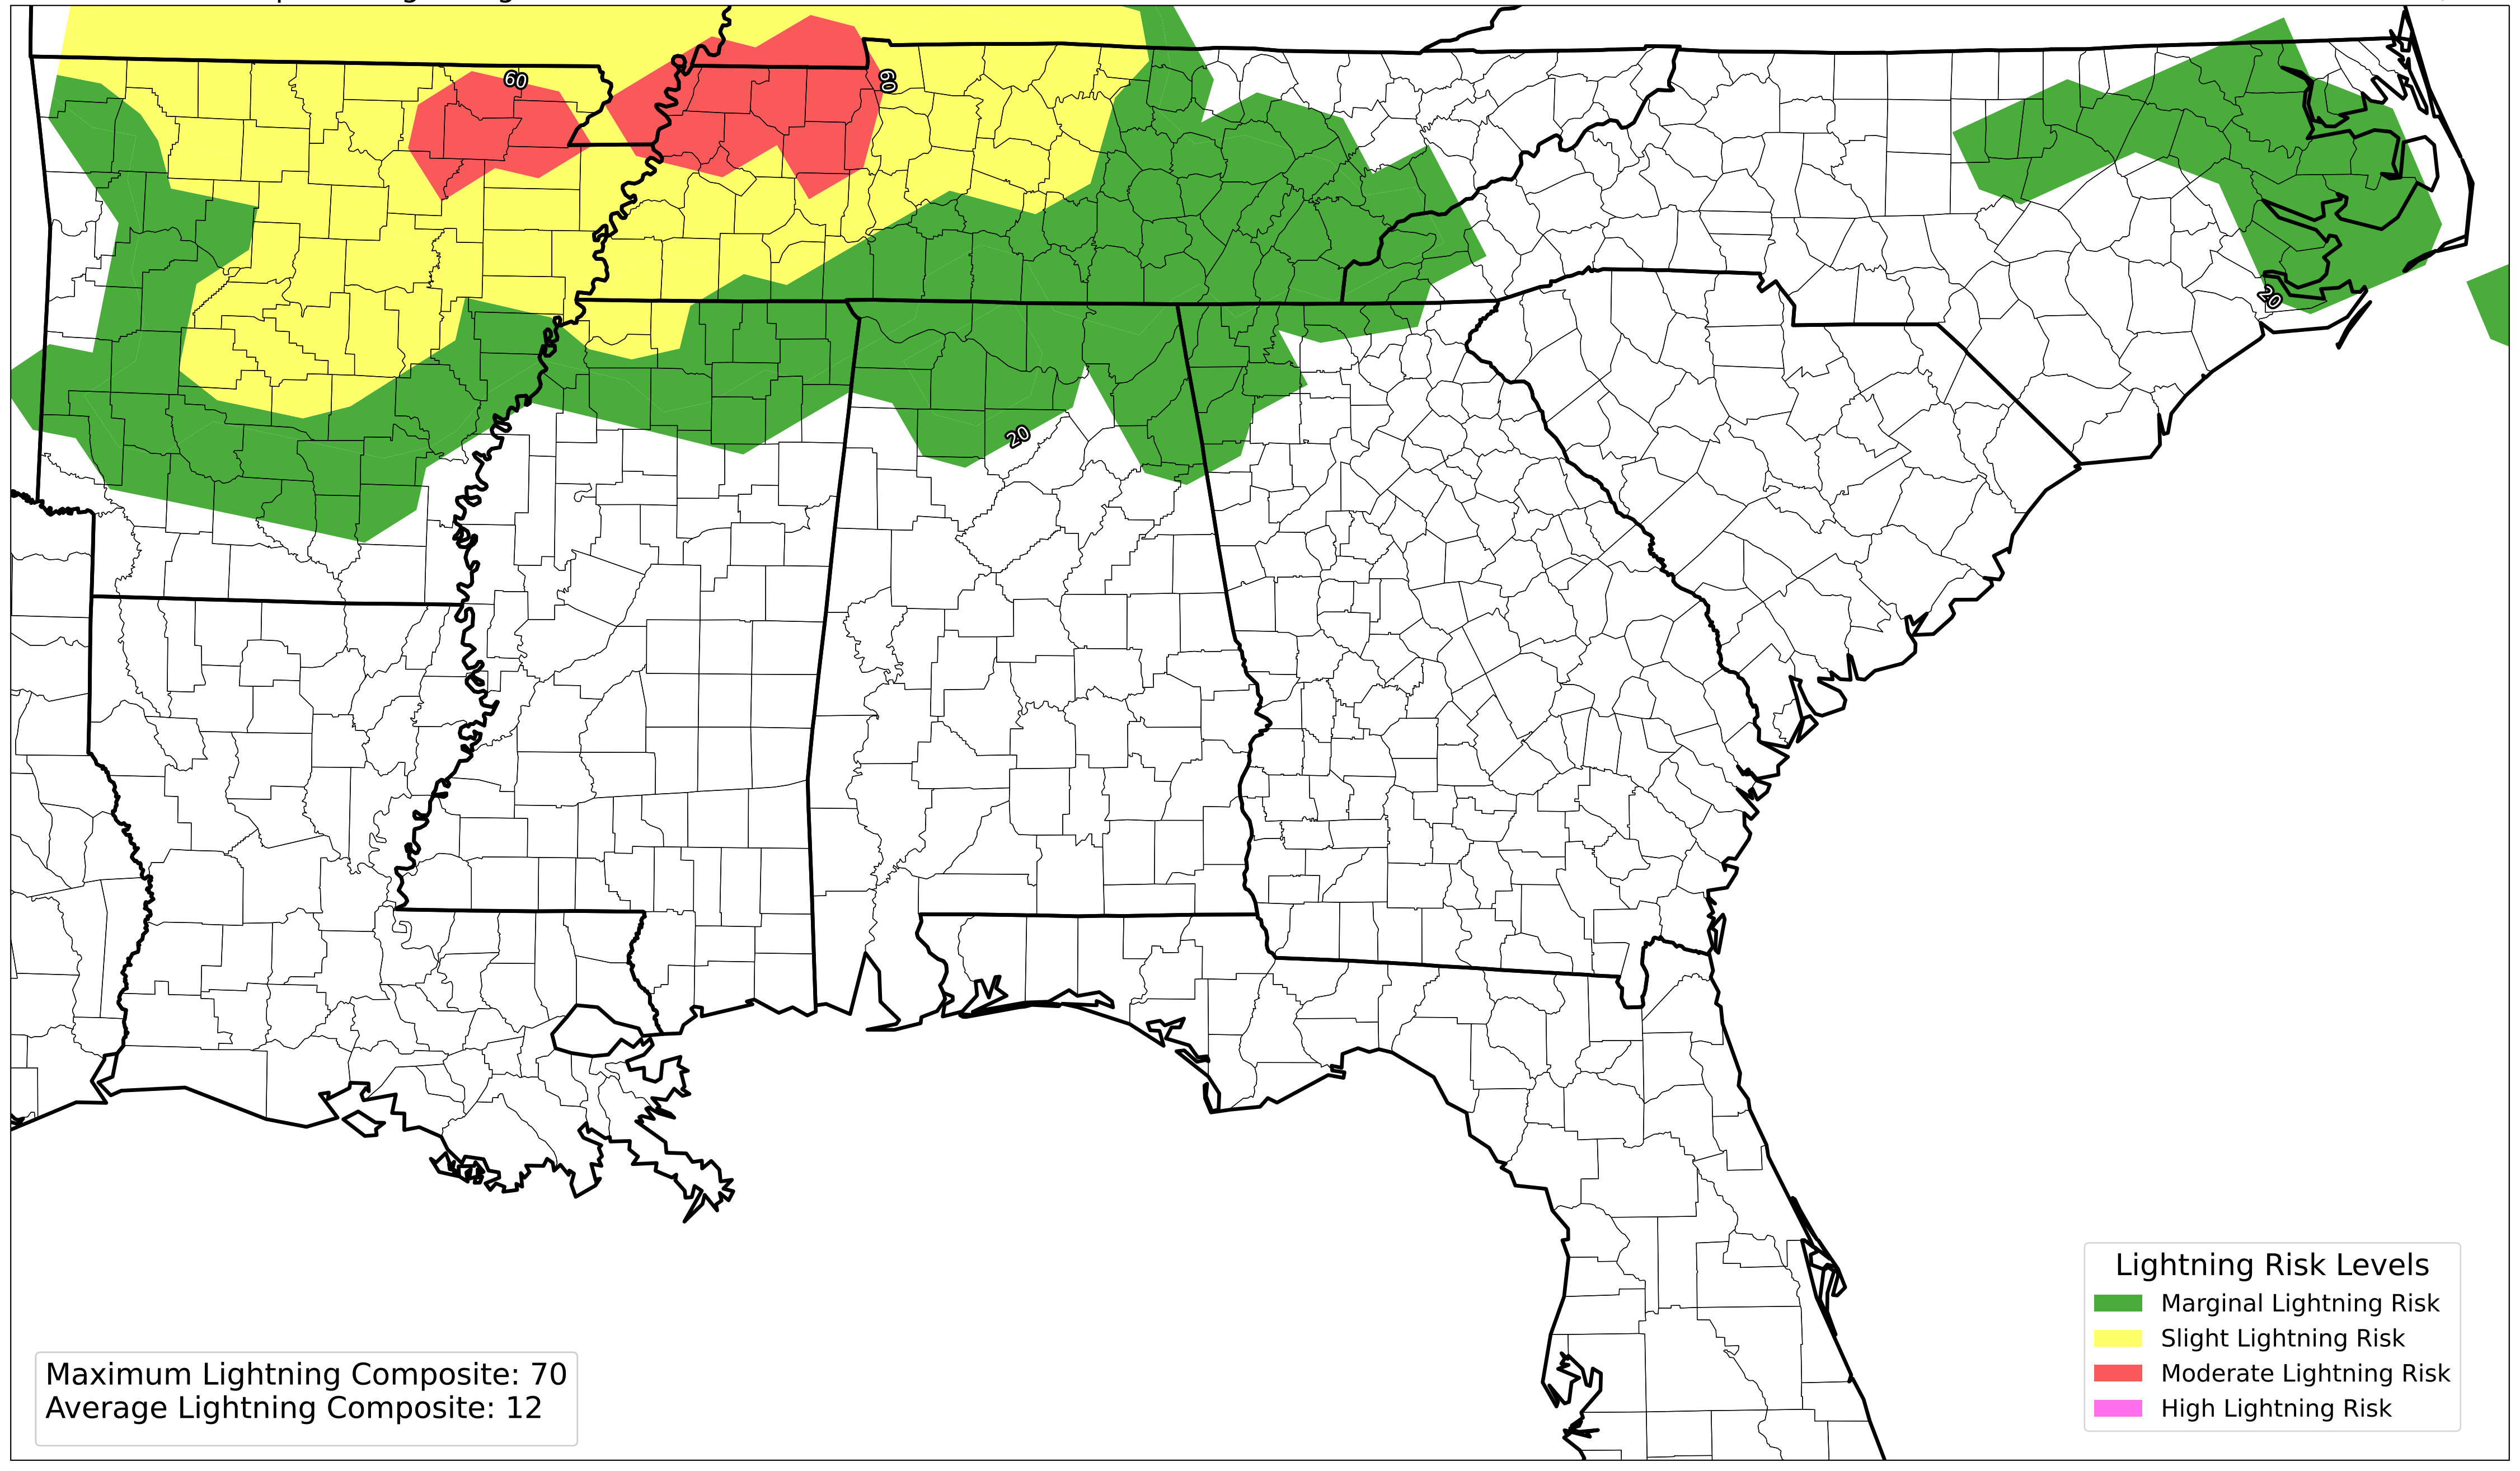 60
60
20
20
Lightning Risk Levels
Marginal Lightning Risk
Slight Lightning Risk
Moderate Lightning Risk
High Lightning Risk
Maximum Lightning Composite: 70
Average Lightning Composite: 12